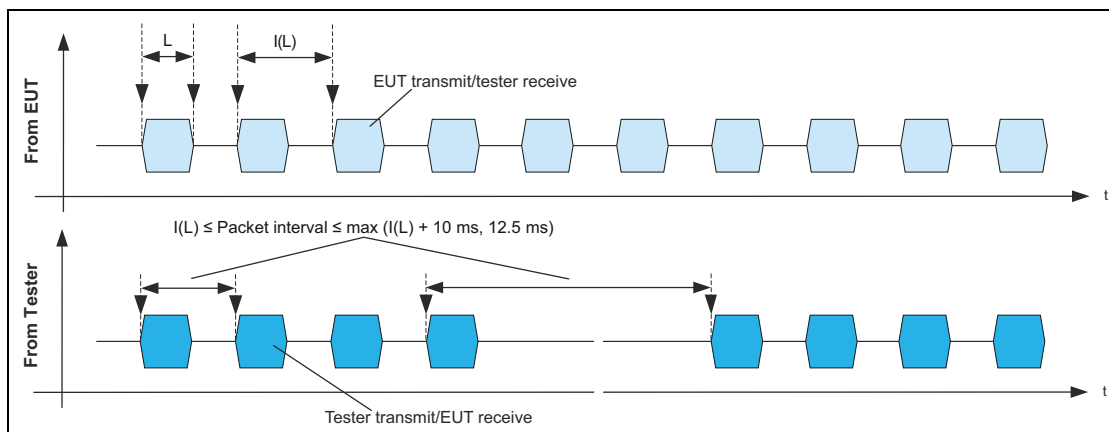 L
I(L)
EUT transmit/tester receive
From EUT
t
I(L) ≤ Packet interval ≤ max (I(L) + 10 ms, 12.5 ms)
From Tester
t
Tester transmit/EUT receive